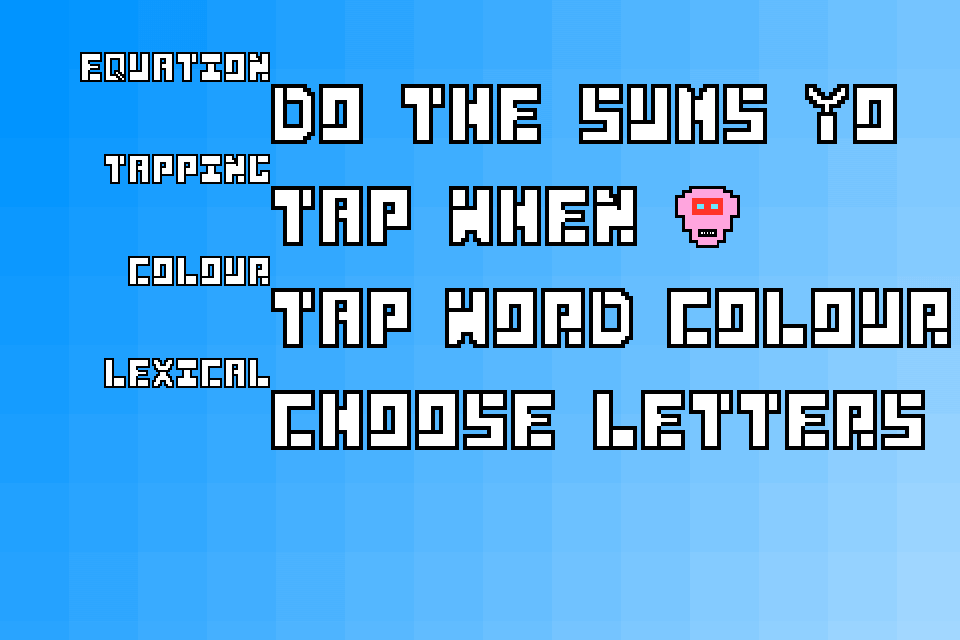 EQUATION
DO THE SUMS YO
TAPPING
TAP WHEN
COLOUR
TAP WORD COLOUR
LEXICAL
CHOOSE LETTERS